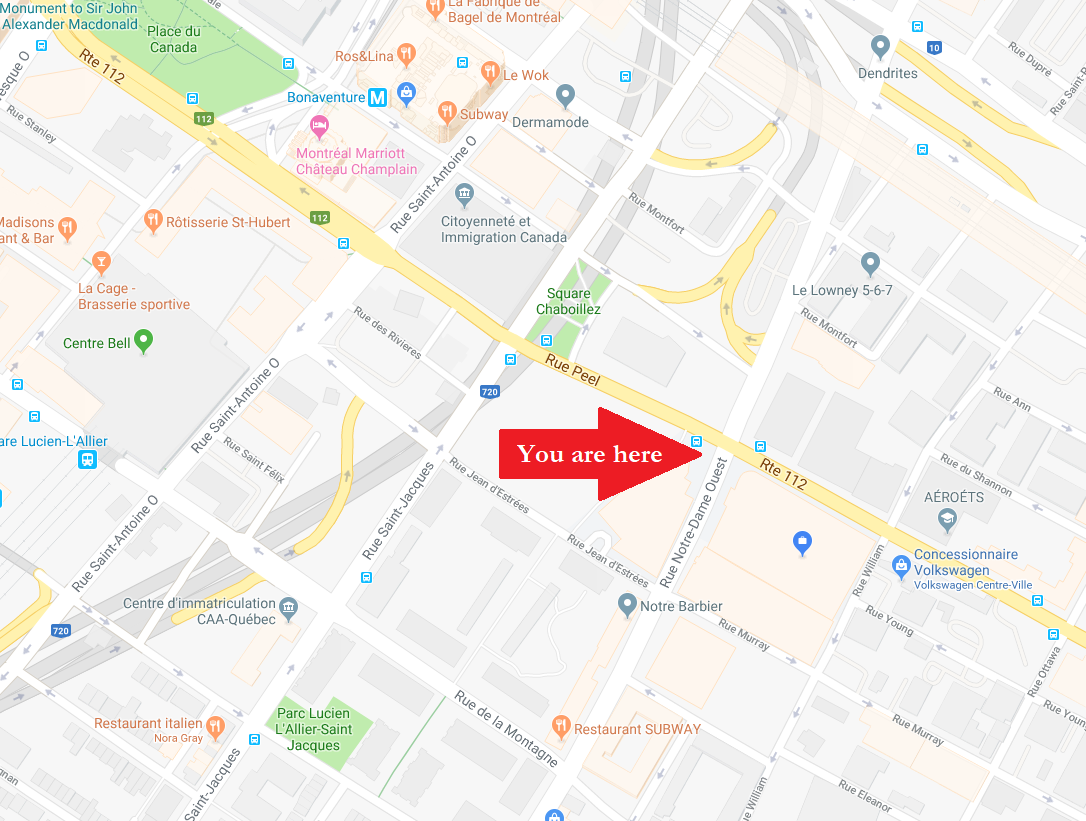 Monument to Sir John
Alexander Macdonald
Place du
Canada
La Fabrique de
Bagel de Montréal
Rte 112
Ros&Lina
Le Wok
Bonaventure
M
Subway
Dermamode
Dendrites
10
Rue Dupré
Rue Saint-
esque O
Rue Stanley
112
Montréal Marriott
Château Champlain
Rue Saint-Antoine O
Citoyenneté et
Immigration Canada
Rue Montfort
112
Madisons
ant & Bar
Rôtisserie St-Hubert
La Cage -
Brasserie sportive
Square
Chaboillez
Le Lowney 5-6-7
Rue Montfort
Rue des Rivieres
Centre Bell
Rue Peel
720
Rue Ann
Rue Saint-Antoine O
are Lucien-L'Allier
Rue Saint Félix
You are here
Rte 112
Rue du Shannon
AÉROÉTS
Rue Saint-Jacques
Rue Jean d'Estrées
Rue Notre-Dame Ouest
Rue Saint-Antoine O
Rue Jean d'Estrées
Rue William
Concessionnaire
Volkswagen
Volkswagen Centre-Ville
Centre d'immatriculation
CAA-Québec
720
Notre Barbier
Rue Murray
Rue Young
Rue Ottawa
Rue de la Montagne
Parc Lucien
L'Allier-Saint
Jacques
Restaurant italien
Nora Gray
Restaurant SUBWAY
Rue Murray
Rue Young
Saint-Jacques
Rue Eleanor
William